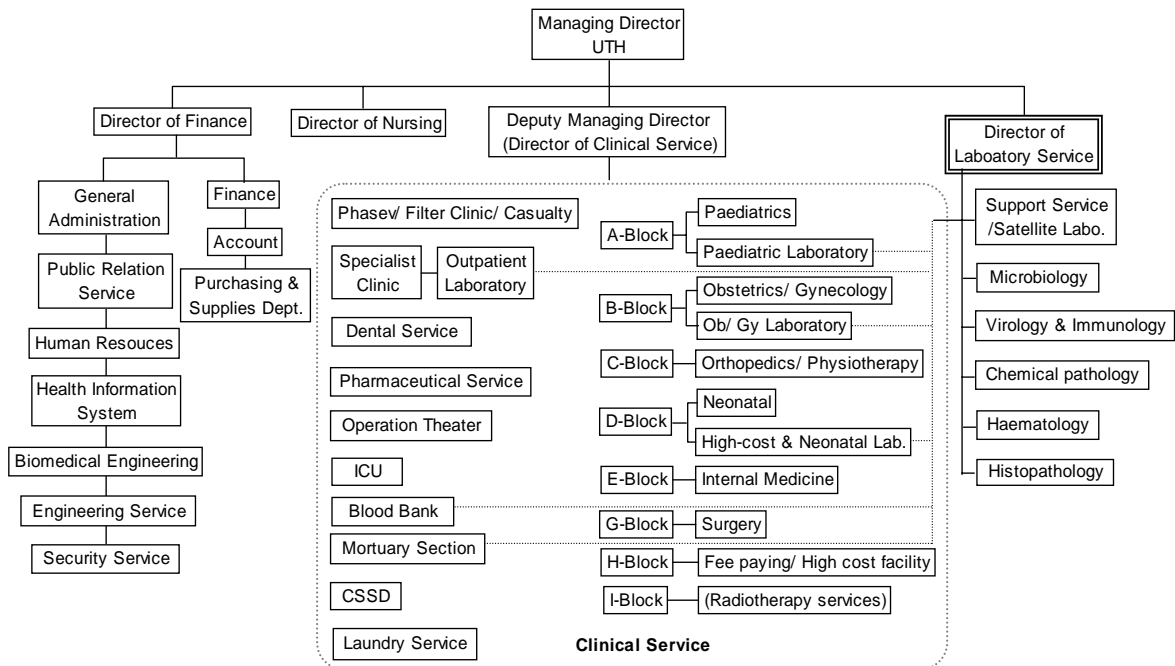 Managing Director
UTH
Director of Finance
Director of Nursing
Deputy Managing Director
(Director of Clinical Service)
Director of
Laboatory Service
General
Administration
Public Relation
Service
Human Resouces
Health Information
System
Biomedical Engineering
Engineering Service
Security Service
Finance
Account
Purchasing &
Supplies Dept.
Phasev/ Filter Clinic/ Casualty
Specialist
Clinic
Outpatient
Laboratory
Dental Service
Pharmaceutical Service
Operation Theater
ICU
Blood Bank
Mortuary Section
CSSD
Laundry Service
A-Block
Paediatrics
Paediatric Laboratory
B-Block
Obstetrics/ Gynecology
Ob/ Gy Laboratory
C-Block
Orthopedics/ Physiotherapy
D-Block
Neonatal
High-cost & Neonatal Lab.
E-Block
Internal Medicine
G-Block
Surgery
H-Block
Fee paying/ High cost facility
I-Block
(Radiotherapy services)
Clinical Service
Support Service
/Satellite Labo.
Microbiology
Virology & Immunology
Chemical pathology
Haematology
Histopathology